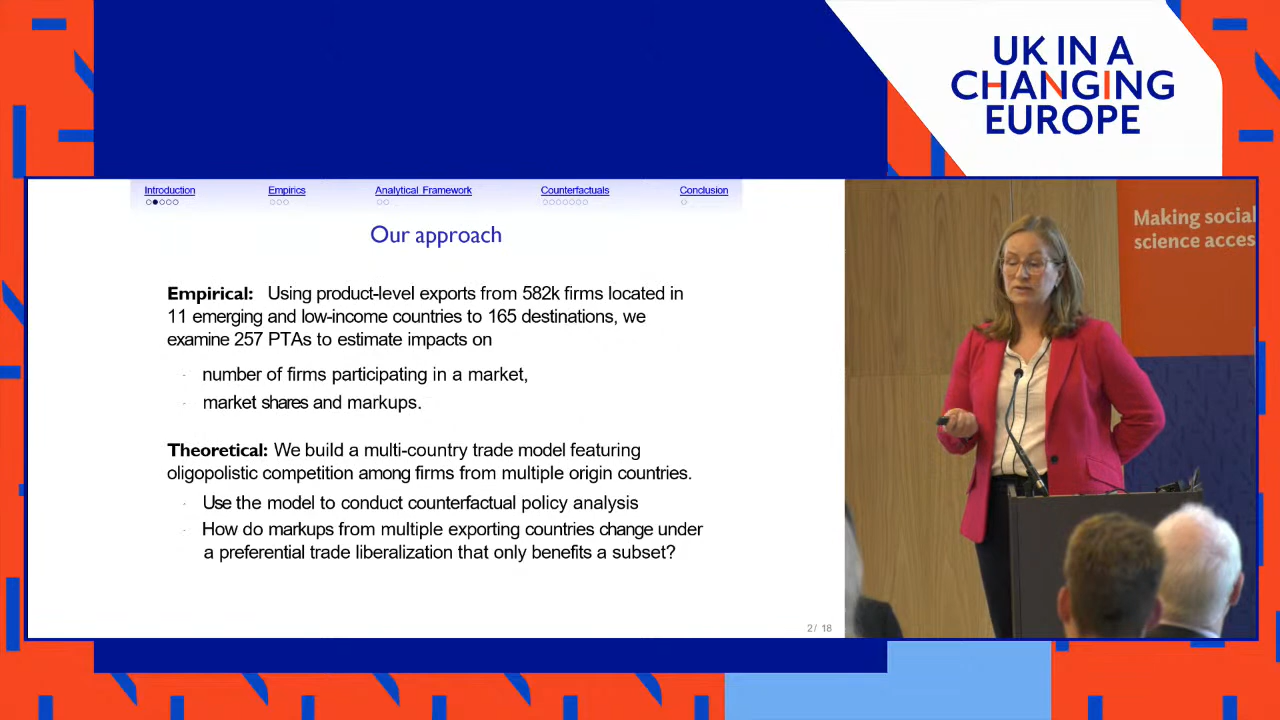 UK IN A
CHANGING
EUROPE
Introduction Empirics Analytical Framework Counterfactuals Conclusion
Our approach
Empirical: Using product-level exports from 582k firms located in
11 emerging and low-income countries to 165 destinations, we
examine 257 PTAs to estimate impacts on
number of firms participating in a market,
market shares and markups.
Theoretical: We build a multi-country trade model featuring
oligopolistic competition among firms from multiple origin countries.
Use the model to conduct counterfactual policy analysis
How do markups from multiple exporting countries change under
a preferential trade liberalization that only benefits a subset?
2/ 18
Making social
science acces